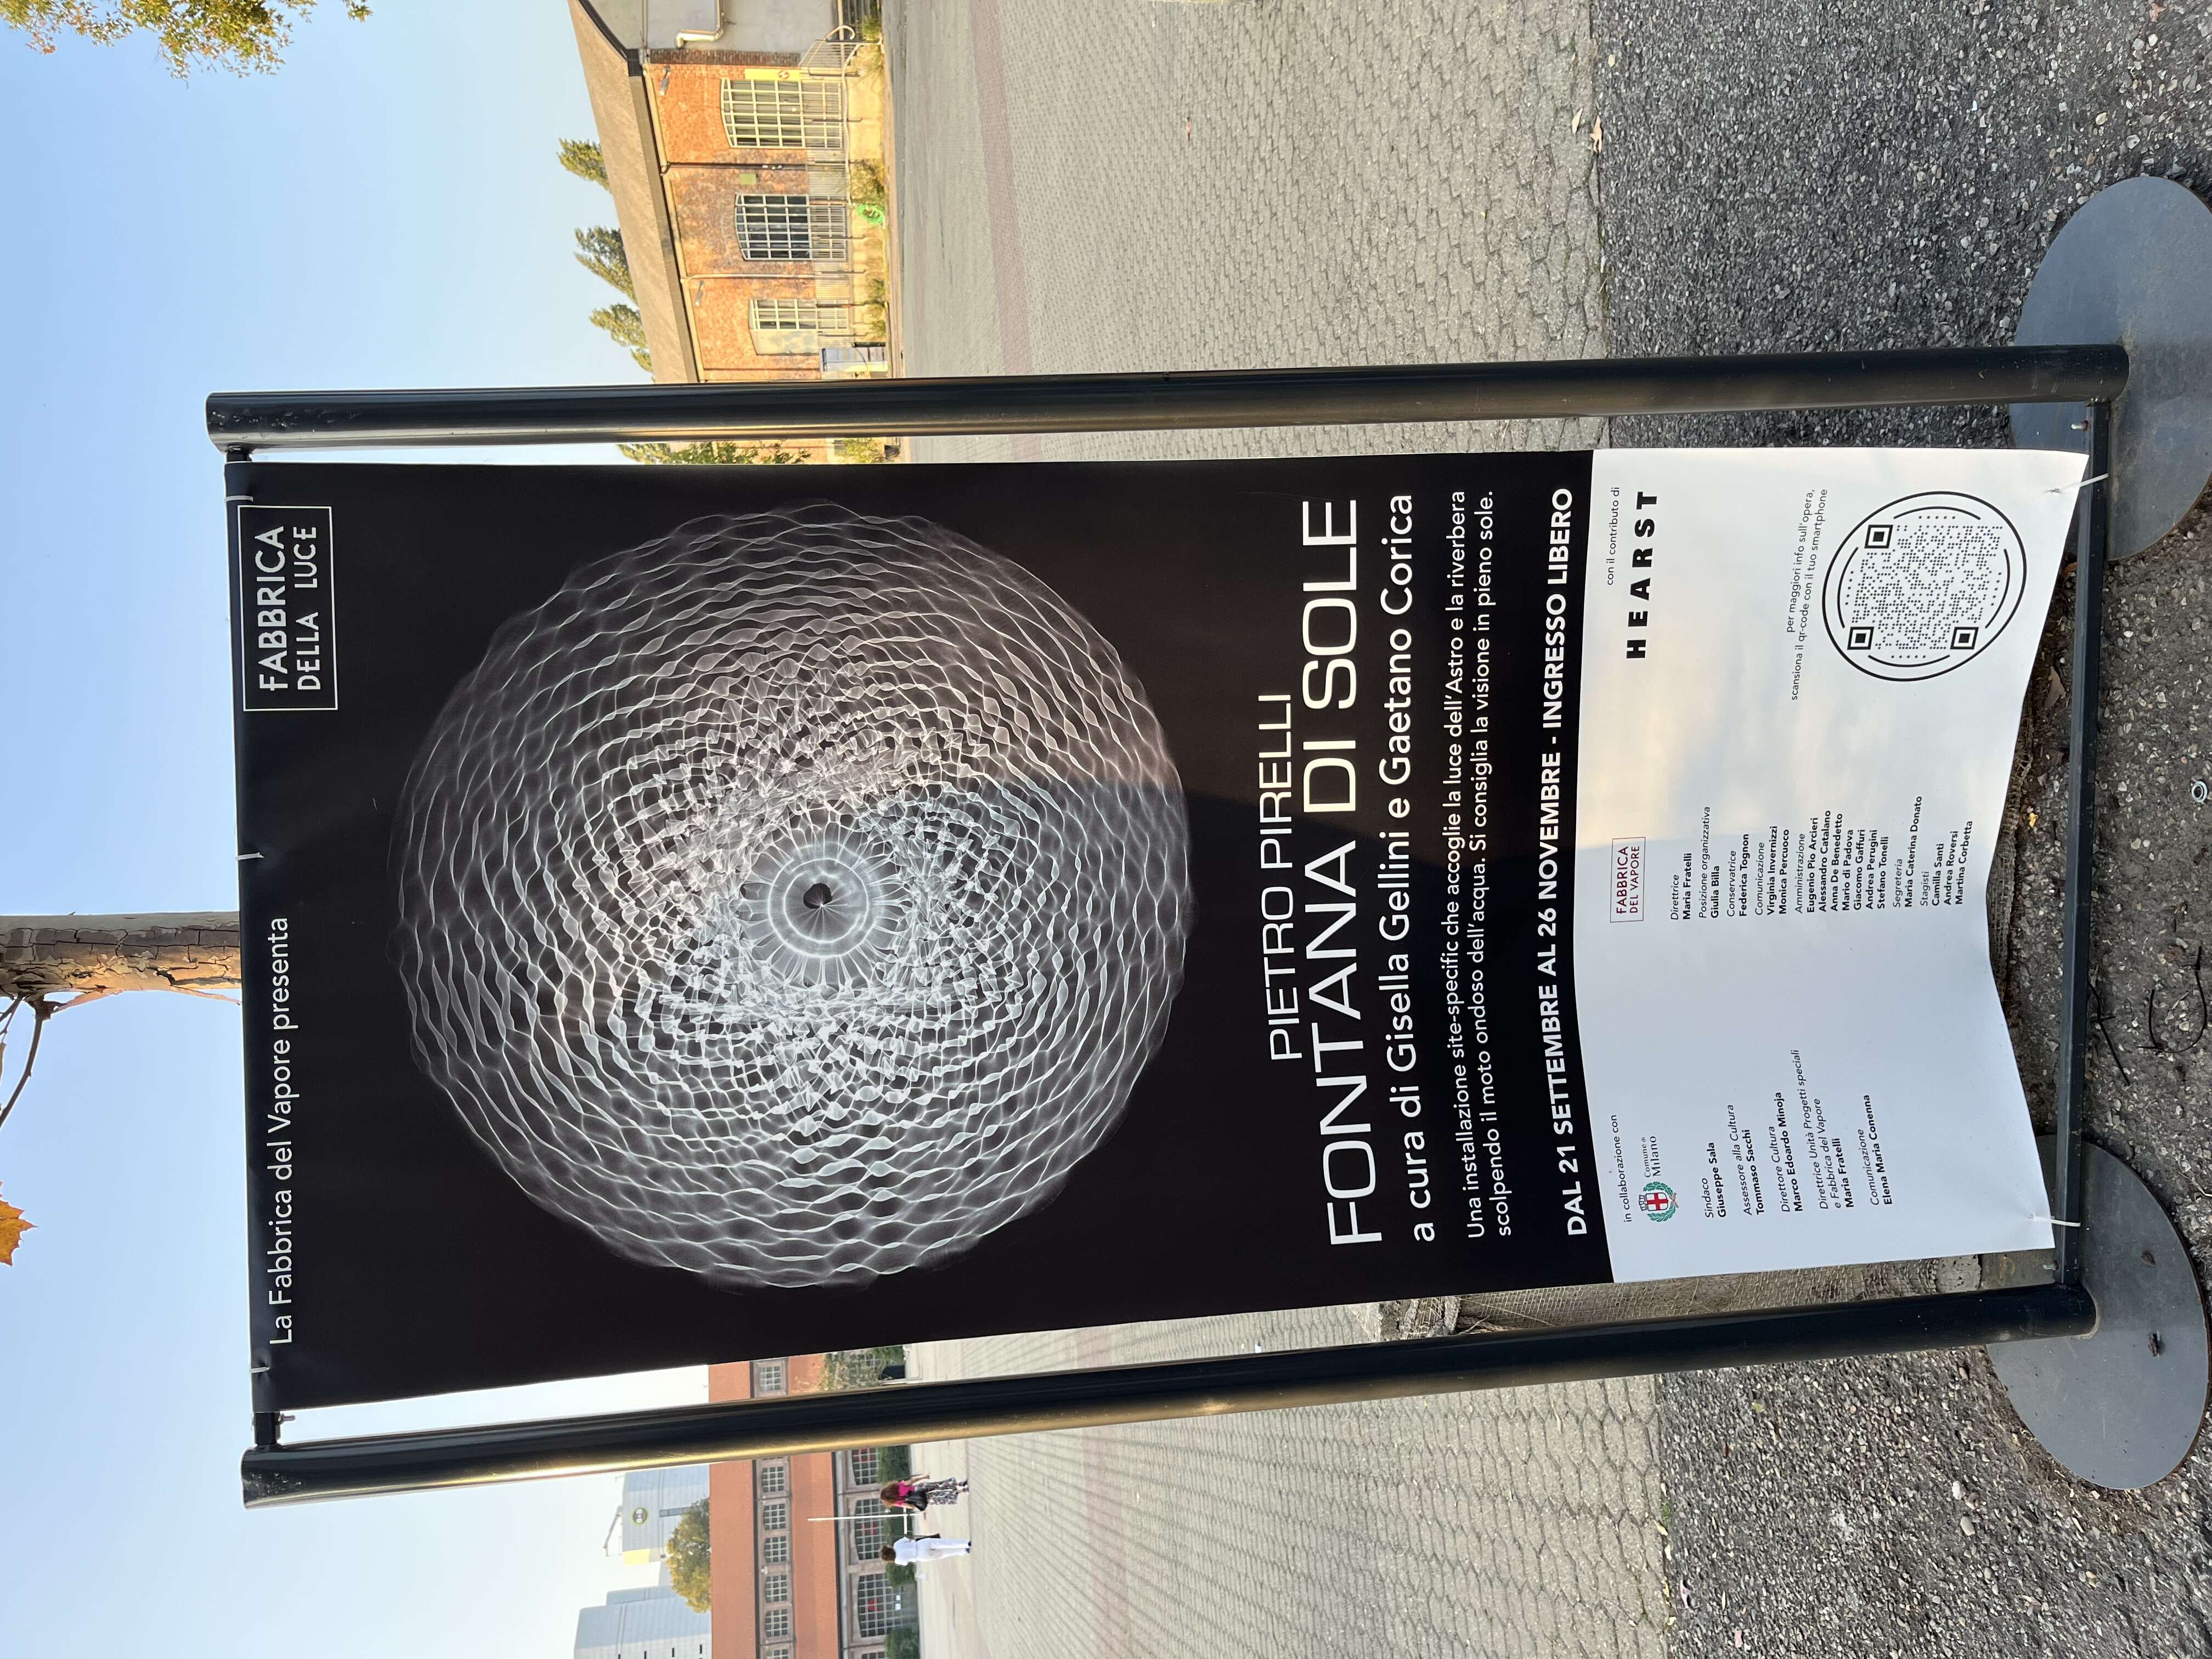 La Fabbrica del Vapore presenta
FABBRICA
DELLA LUCE
PIETRO PIRELLI
FONTANA DI SOLE
a cura di Gisella Gellini e Gaetano Corica
Una installazione site-specific che accoglie la luce dell'Astro e la riverbera
scolpendo il moto ondoso dell'acqua. Si consiglia la visione in pieno sole.
DAL 21 SETTEMBRE AL 26 NOVEMBRE - INGRESSO LIBERO
in collaborazione con
Comune di
Milano
Sindaco
Giuseppe Sala
Assessore alla Cultura
Tommaso Sacchi
Direttore Cultura
Marco Edoardo Minoja
Direttrice Unità Progetti speciali
e Fabbrica del Vapore
Maria Fratelli
Comunicazione
Elena Maria Conenna
FABBRICA
DEL VAPORE
Direttrice
Maria Fratelli
Posizione organizzativa
Giulia Billa
Conservatrice
Federica Tognon
Comunicazione
Virginia Invernizzi
Monica Percuoco
Amministrazione
Eugenio Pio Arcieri
Alessandro Catalano
Anna De Benedetto
Mario di Padova
Giacomo Gaffuri
Andrea Perugini
Stefano Tonelli
Segreteria
Maria Caterina Donato
Stagisti
Camilla Santi
Andrea Roversi
Martina Corbetta
con il contributo di
HEARST
per maggiori info sull'opera,
scansiona il qr-code con il tuo smartphone